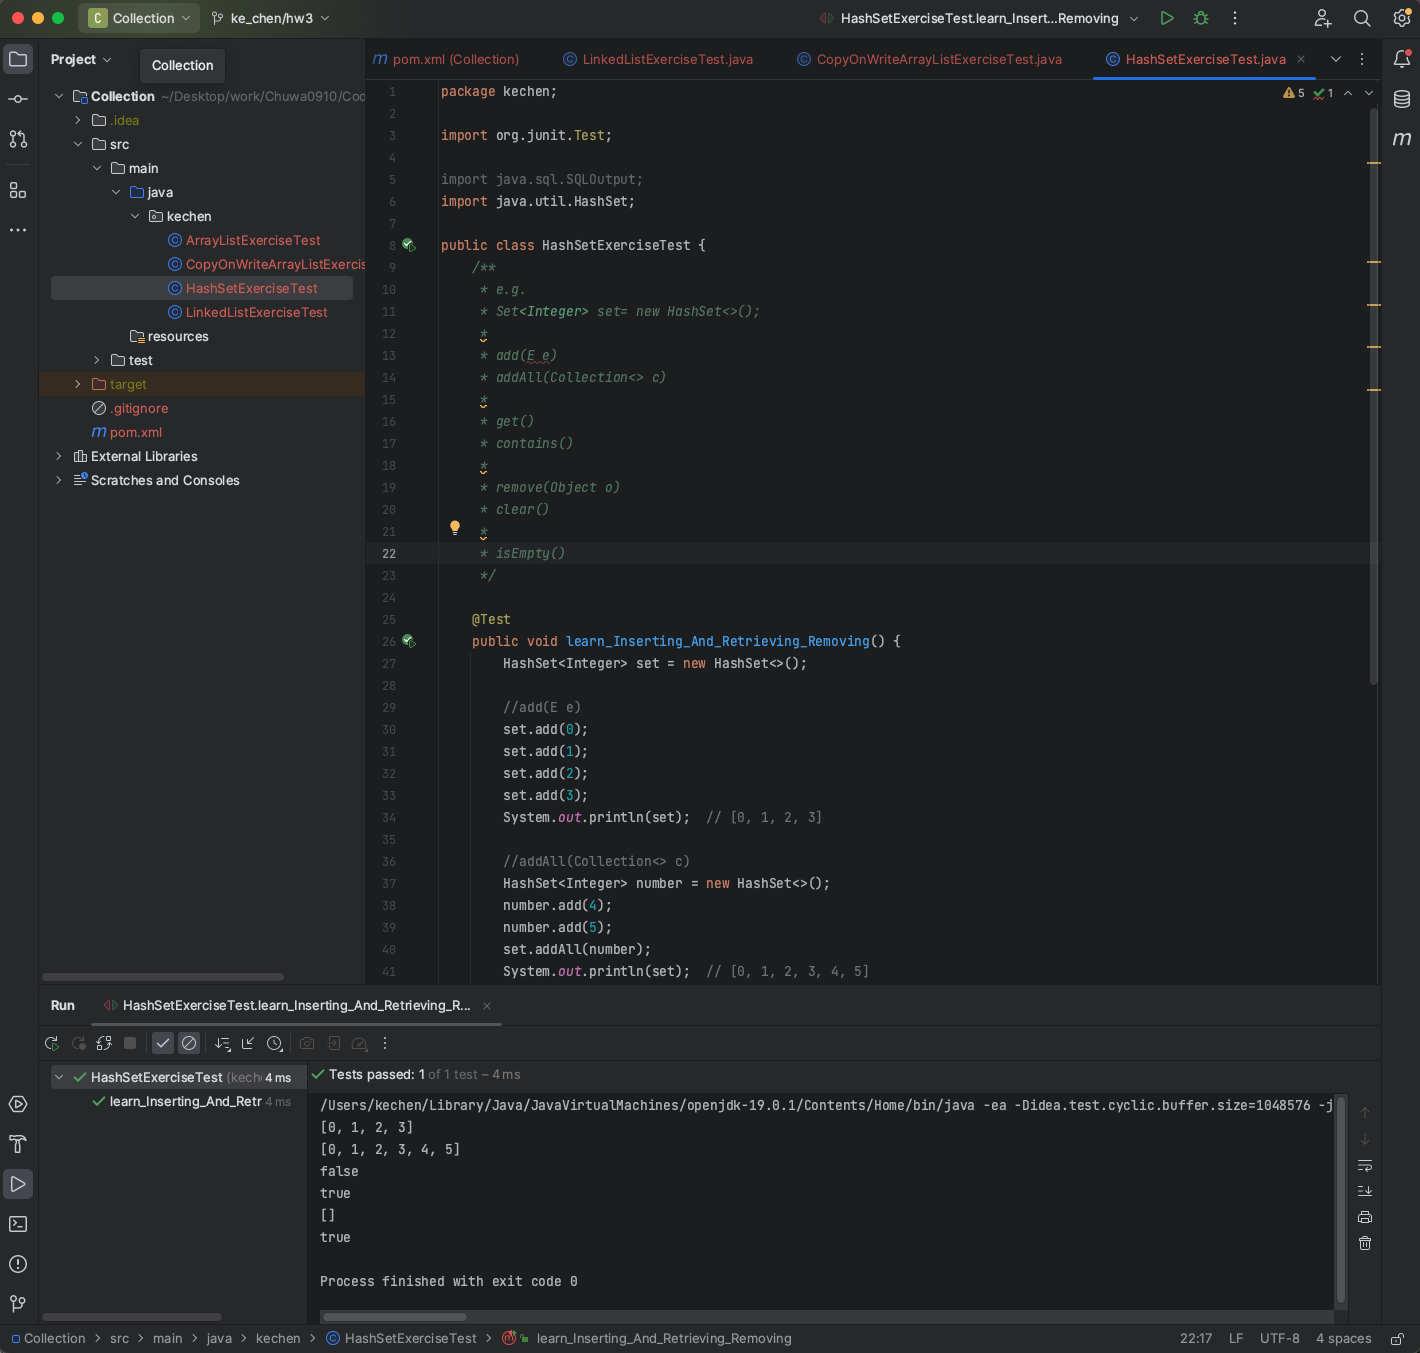 C Collection ke_chen/hw3 HashSetExerciseTest.learn_Insert...Removing
Project
Collection
m pom.xml (Collection) LinkedListExerciseTest.java CopyOnWriteArrayListExerciseTest.java HashSetExerciseTest.java
Collection ~/Desktop/work/Chuwa0910/Cod
.idea
src
main
java
kechen
ArrayListExerciseTest
CopyOnWriteArrayListExercis
HashSetExerciseTest
LinkedListExerciseTest
resources
test
target
.gitignore
m pom.xml
External Libraries
Scratches and Consoles
5 1
m
1 package kechen;
2
3 import org.junit.Test;
4
5 import java.sql.SQLOutput;
6 import java.util.HashSet;
7
8 public class HashSetExerciseTest {
9 /**
10 * e.g.
11 * Set<Integer> set= new HashSet<>();
12 *
13 * add(E e)
14 * addAll(Collection<> c)
15 *
16 * get()
17 * contains()
18 *
19 * remove(Object o)
20 * clear()
21 *
22 * isEmpty()
23 */
24
25 @Test
26 public void learn_Inserting_And_Retrieving_Removing() {
27 HashSet<Integer> set = new HashSet<>();
28
29 //add(E e)
30 set.add(0);
31 set.add(1);
32 set.add(2);
33 set.add(3);
34 System.out.println(set); // [0, 1, 2, 3]
35
36 //addAll(Collection<> c)
37 HashSet<Integer> number = new HashSet<>();
38 number.add(4);
39 number.add(5);
40 set.addAll(number);
41 System.out.println(set); // [0, 1, 2, 3, 4, 5]
Run HashSetExerciseTest.learn_Inserting_And_Retrieving_R...
HashSetExerciseTest (keche 4 ms
learn_Inserting_And_Retr 4 ms
Tests passed: 1 of 1 test – 4 ms
/Users/kechen/Library/Java/JavaVirtualMachines/openjdk-19.0.1/Contents/Home/bin/java -ea -Didea.test.cyclic.buffer.size=1048576 -j
[0, 1, 2, 3]
[0, 1, 2, 3, 4, 5]
false
true
[]
true
Process finished with exit code 0
Collection > src > main > java > kechen > HashSetExerciseTest > learn_Inserting_And_Retrieving_Removing 22:17 LF UTF-8 4 spaces